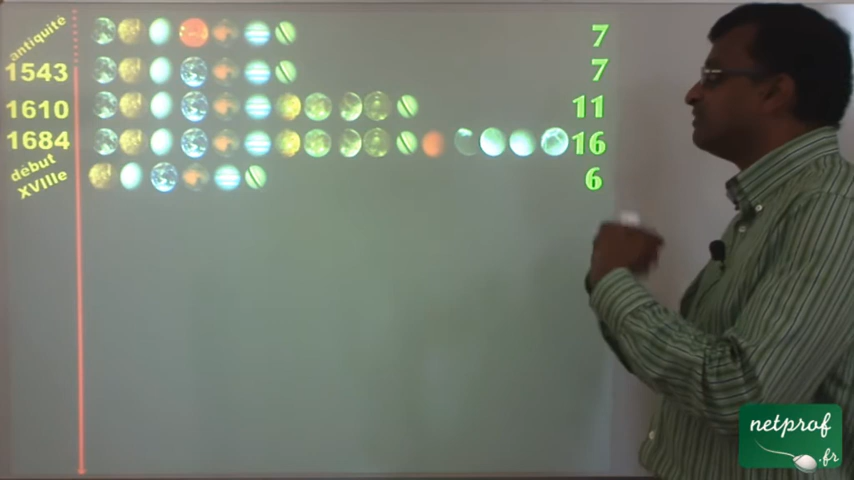 antiquité 7
1543 7
1610 11
1684 16
début
XVIIIe 6
netprof
.fr